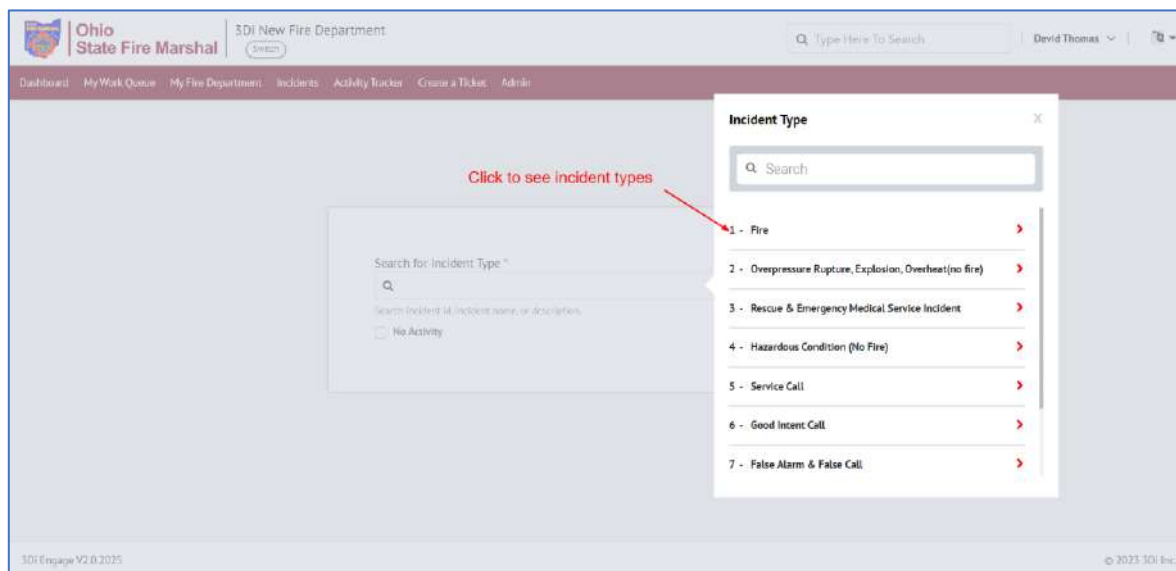 Ohio
State Fire Marshal
3Di New Fire Department
(Switch)
Type Here To Search
Devid Thomas
Dashboard My Work Queue My Fire Department Incidents Activity Tracker Create a Ticket Admin
Incident Type X
Search
Click to see incident types
1 - Fire
2 - Overpressure Rupture, Explosion, Overheat(no fire)
3 - Rescue & Emergency Medical Service Incident
4 - Hazardous Condition (No Fire)
5 - Service Call
6 - Good Intent Call
7 - False Alarm & False Call
Search for Incident Type *
Search incident id, incident name, or description.
No Activity
3Di Engage V2.0.2025
© 2023 3Di Inc.